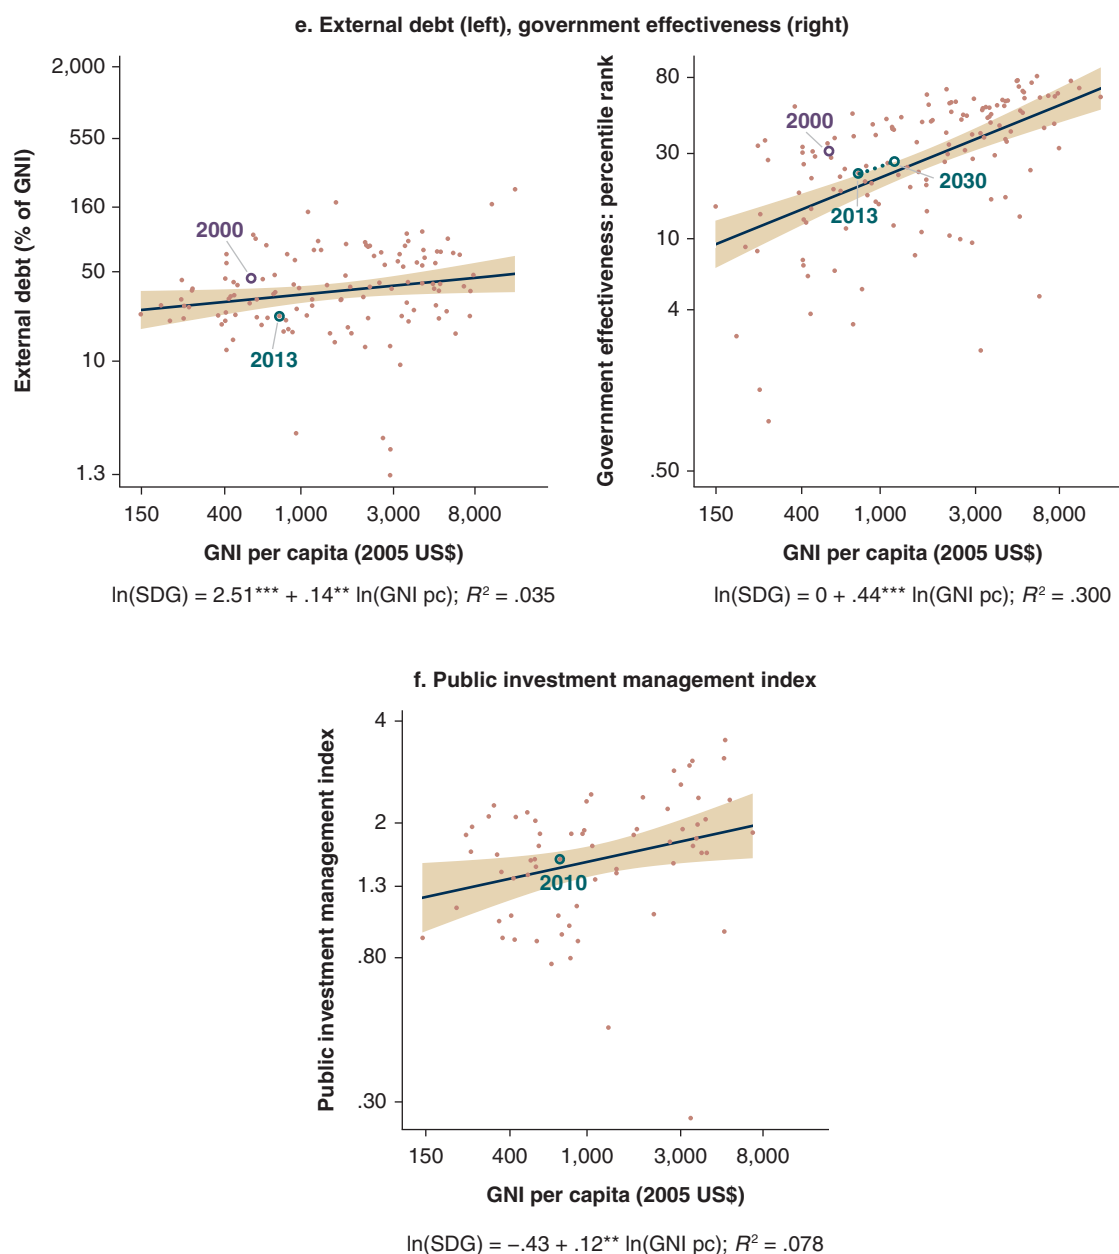 e. External debt (left), government effectiveness (right)
External debt (% of GNI)
2,000
550
160
50
10
1.3
2000
2013
150 400 1,000 3,000 8,000
GNI per capita (2005 US$)
ln(SDG) = 2.51*** + .14** ln(GNI pc); R² = .035
Government effectiveness: percentile rank
80
30
10
4
.50
2000
2013
2030
150 400 1,000 3,000 8,000
GNI per capita (2005 US$)
ln(SDG) = 0 + .44*** ln(GNI pc); R² = .300
f. Public investment management index
Public investment management index
4
2
1.3
.80
.30
2010
150 400 1,000 3,000 8,000
GNI per capita (2005 US$)
ln(SDG) = –.43 + .12** ln(GNI pc); R² = .078